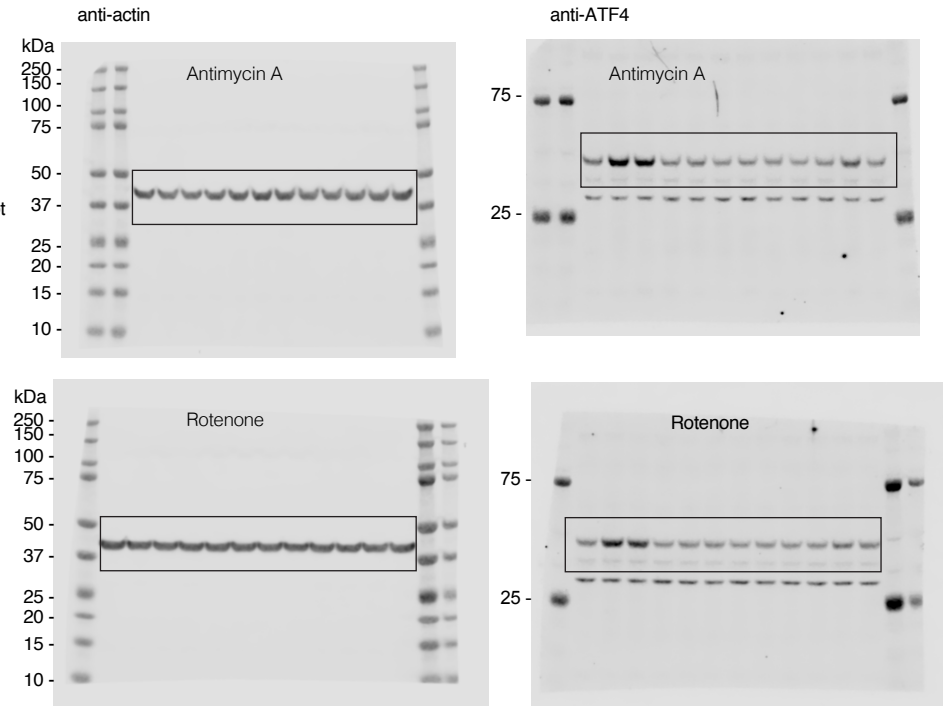 anti-actin
anti-ATF4
kDa
Antimycin A
250 -
150 -
100 -
75 -
50 -
37 -
25 -
20 -
15 -
10 -
t
Antimycin A
75 -
25 -
kDa
Rotenone
250 -
150 -
100 -
75 -
50 -
37 -
25 -
20 -
15 -
10 -
Rotenone
75 -
25 -